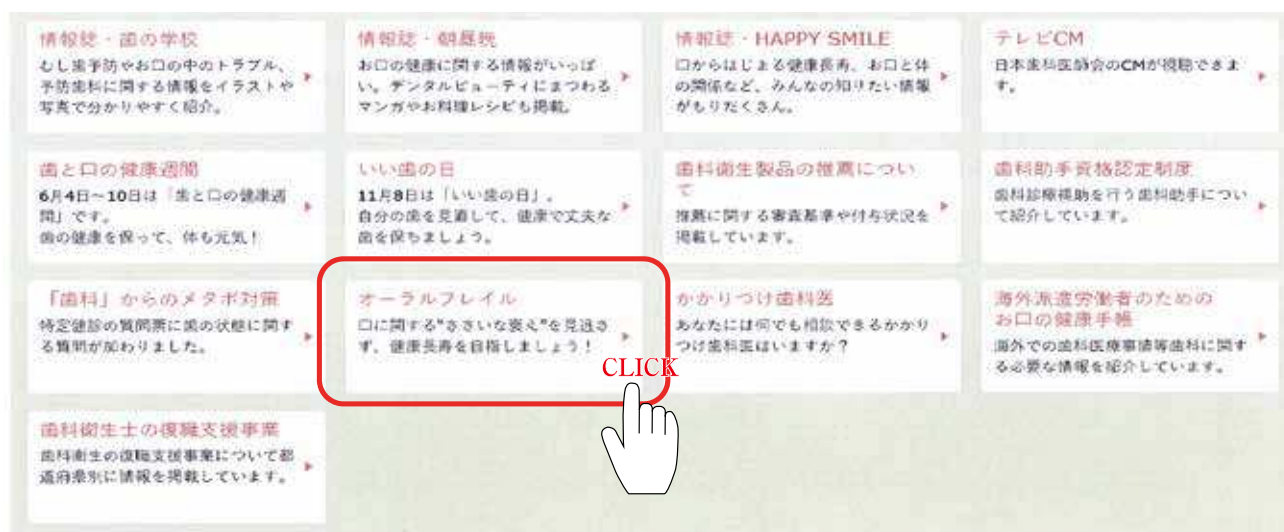 情報誌・歯の学校
むし歯予防やお口の中のトラブル、
予防歯科に関する情報をイラストや
写真で分かりやすく紹介。
情報誌・朝昼晩
お口の健康に関する情報がいっぱ
い。デンタルビューティにまつわる
マンガやお料理レシピも掲載。
情報誌・HAPPY SMILE
口からはじまる健康長寿、お口と体
の関係など、みんなの知りたい情報
がもりだくさん。
テレビCM
日本歯科医師会のCMが視聴できま
す。
歯と口の健康週間
6月4日~10日は「歯と口の健康週
間」です。
歯の健康を保って、体も元気!
いい歯の日
11月8日は「いい歯の日」。
自分の歯を見直して、健康で丈夫な
歯を保ちましょう。
歯科衛生製品の推薦につい
て
推薦に関する審査基準や付与状況を
掲載しています。
歯科助手資格認定制度
歯科診療補助を行う歯科助手につい
て紹介しています。
「歯科」からのメタボ対策
特定健診の質問票に歯の状態に関す
る質問が加わりました。
オーラルフレイル
口に関する"ささいな衰え"を見逃さ
ず、健康長寿を目指しましょう!
CLICK
かかりつけ歯科医
あなたには何でも相談できるかかり
つけ歯科医はいますか?
海外派遣労働者のための
お口の健康手帳
海外での歯科医療事情等歯科に関す
る必要な情報を紹介しています。
歯科衛生士の復職支援事業
歯科衛生の復職支援事業について都
道府県別に情報を掲載しています。